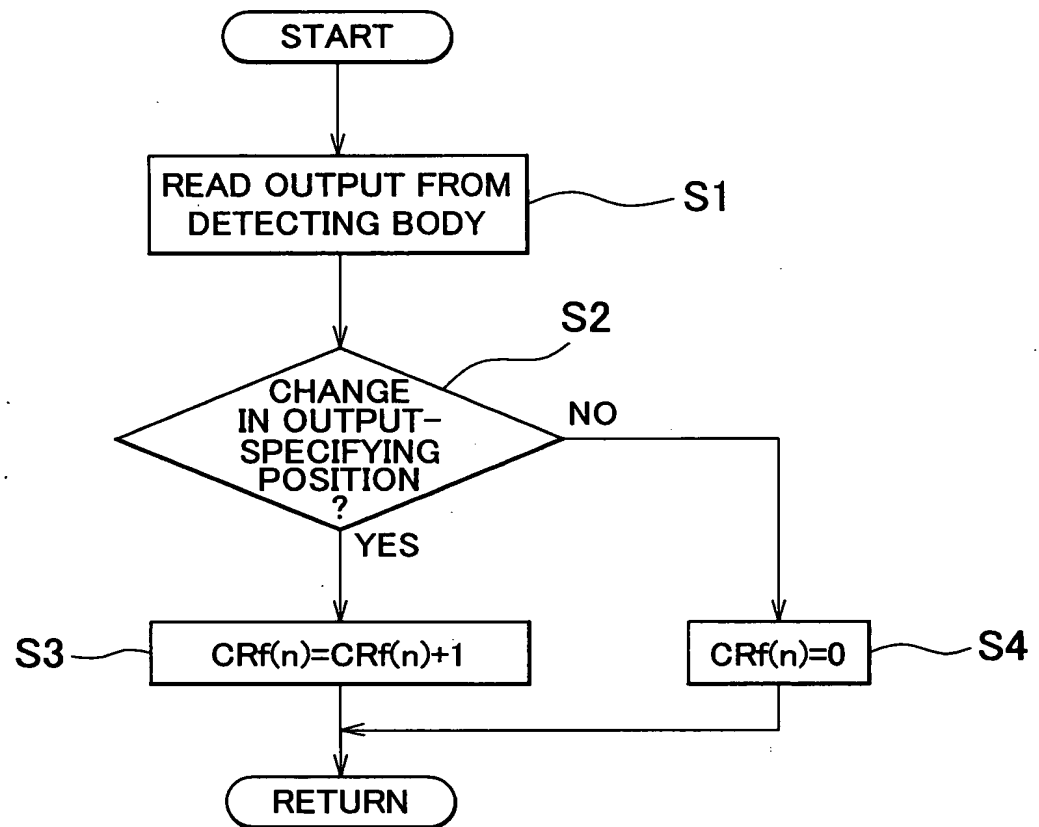 START
READ OUTPUT FROM
DETECTING BODY
S1
S2
CHANGE
IN OUTPUT-
SPECIFYING
POSITION
?
NO
YES
S3
CRf(n)=CRf(n)+1
CRf(n)=0
S4
RETURN